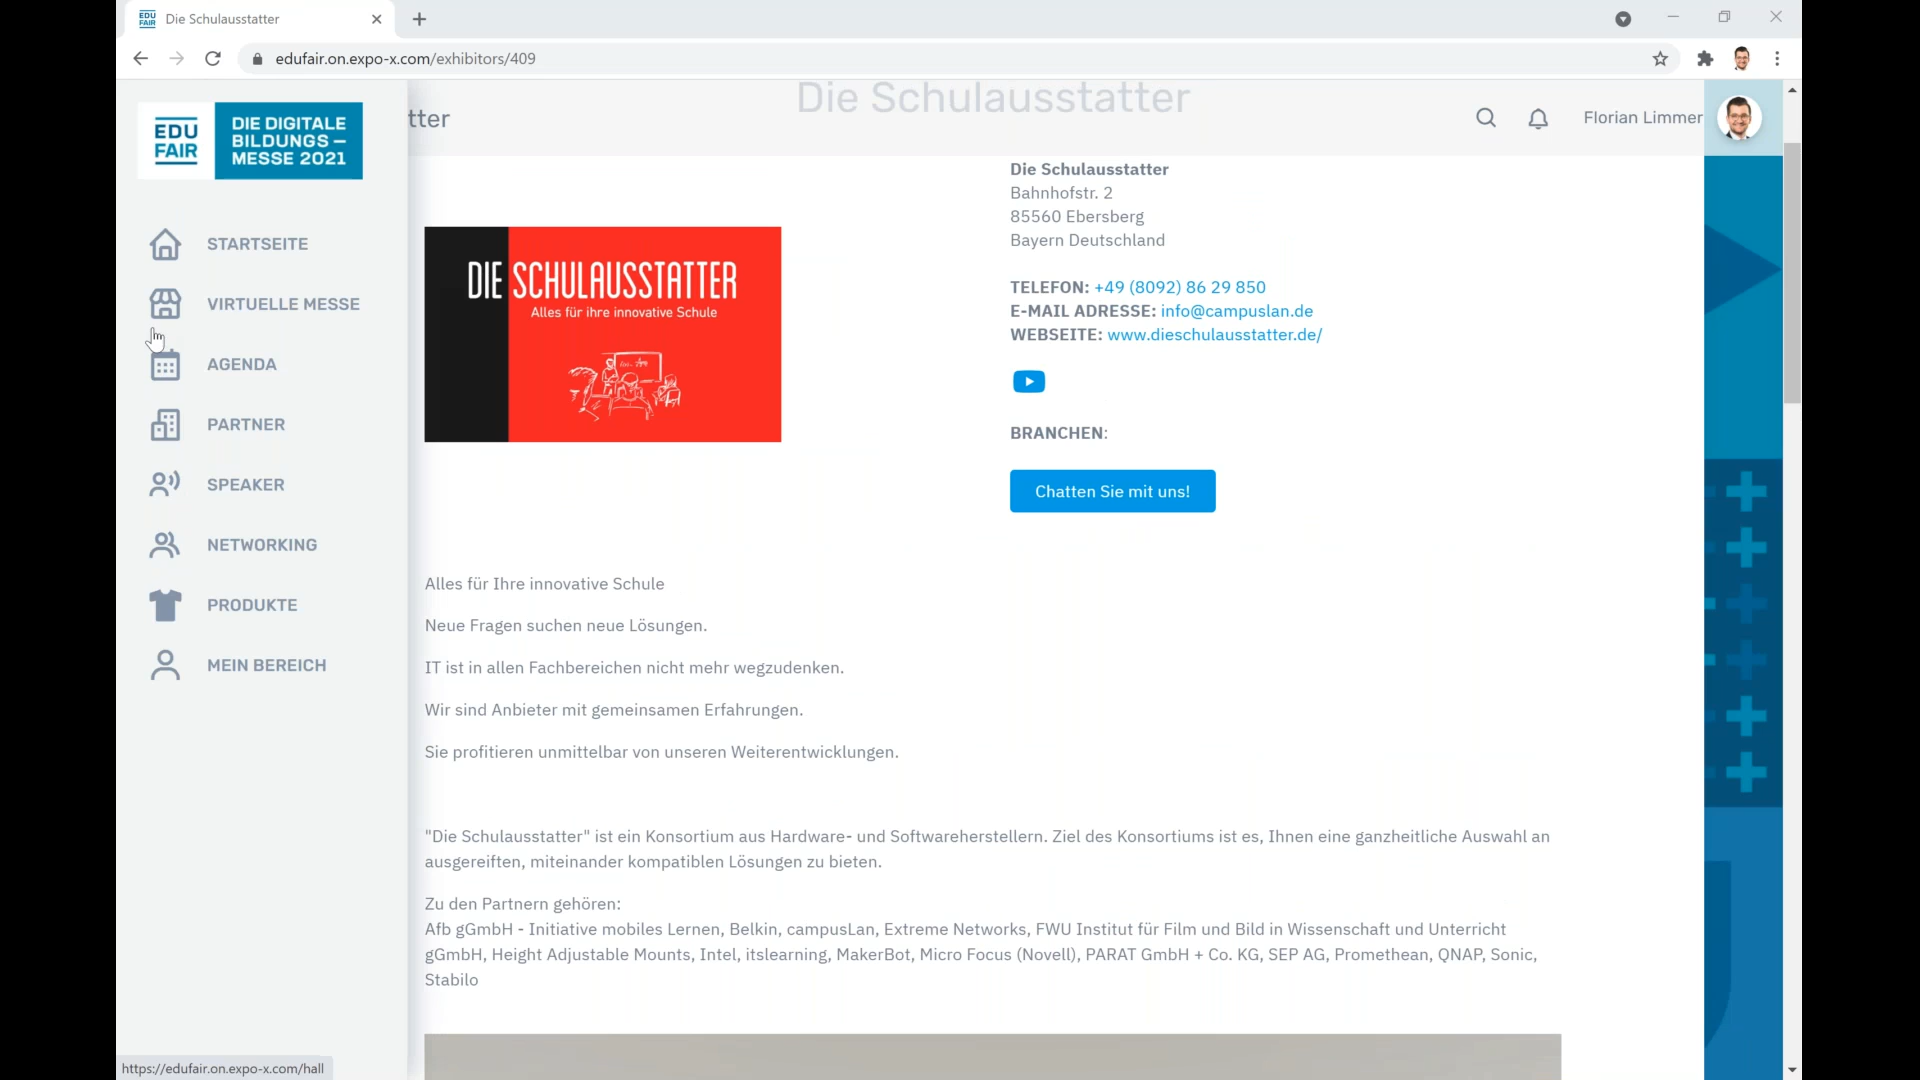 EDU FAIR
Die Schulausstatter
edufair.on.expo-x.com/exhibitors/409
EDU
FAIR
DIE DIGITALE
BILDUNGS –
MESSE 2021
tter
Die Schulausstatter
Florian Limmer
STARTSEITE
VIRTUELLE MESSE
AGENDA
PARTNER
SPEAKER
NETWORKING
PRODUKTE
MEIN BEREICH
DIE SCHULAUSSTATTER
Alles für ihre innovative Schule
Die Schulausstatter
Bahnhofstr. 2
85560 Ebersberg
Bayern Deutschland
TELEFON: +49 (8092) 86 29 850
E-MAIL ADRESSE: info@campuslan.de
WEBSEITE: www.dieschulausstatter.de/
BRANCHEN:
Chatten Sie mit uns!
Alles für Ihre innovative Schule
Neue Fragen suchen neue Lösungen.
IT ist in allen Fachbereichen nicht mehr wegzudenken.
Wir sind Anbieter mit gemeinsamen Erfahrungen.
Sie profitieren unmittelbar von unseren Weiterentwicklungen.
"Die Schulausstatter" ist ein Konsortium aus Hardware- und Softwareherstellern. Ziel des Konsortiums ist es, Ihnen eine ganzheitliche Auswahl an
ausgereiften, miteinander kompatiblen Lösungen zu bieten.
Zu den Partnern gehören:
Afb gGmbH - Initiative mobiles Lernen, Belkin, campusLan, Extreme Networks, FWU Institut für Film und Bild in Wissenschaft und Unterricht
gGmbH, Height Adjustable Mounts, Intel, itslearning, MakerBot, Micro Focus (Novell), PARAT GmbH + Co. KG, SEP AG, Promethean, QNAP, Sonic,
Stabilo
https://edufair.on.expo-x.com/hall